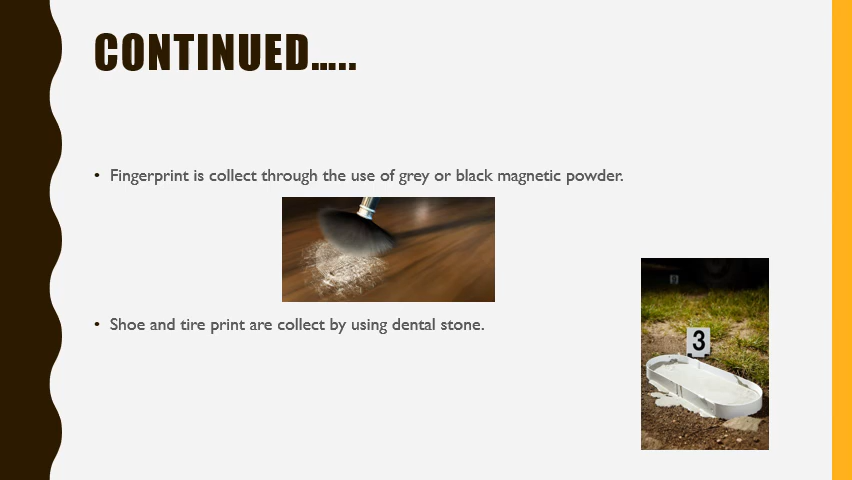 CONTINUED…..
• Fingerprint is collect through the use of grey or black magnetic powder.
• Shoe and tire print are collect by using dental stone.
3